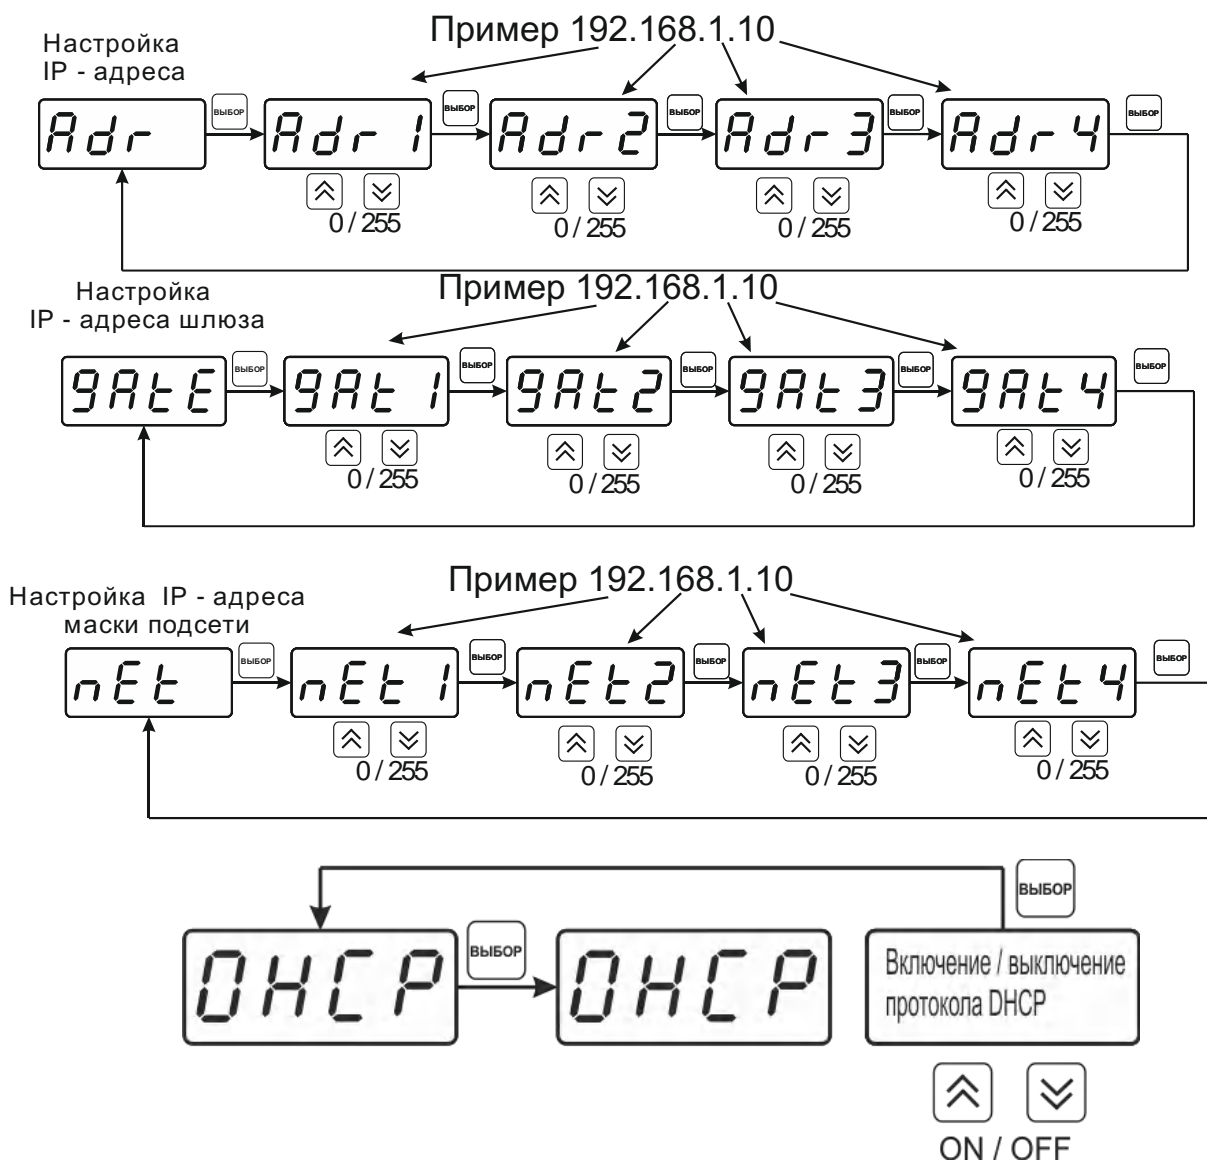 Пример 192.168.1.10
Настройка
IP - адреса
Adr ВЫБОР Adr 1 ВЫБОР Adr2 ВЫБОР Adr3 ВЫБОР Adr4 ВЫБОР
0 / 255 0 / 255 0 / 255 0 / 255
Пример 192.168.1.10
Настройка
IP - адреса шлюза
gAtE ВЫБОР gAt 1 ВЫБОР gAt2 ВЫБОР gAt3 ВЫБОР gAt4 ВЫБОР
0 / 255 0 / 255 0 / 255 0 / 255
Пример 192.168.1.10
Настройка IP - адреса
маски подсети
nEt ВЫБОР nEt 1 ВЫБОР nEt2 ВЫБОР nEt3 ВЫБОР nEt4 ВЫБОР
0 / 255 0 / 255 0 / 255 0 / 255
ВЫБОР
DHCP ВЫБОР DHCP
Включение / выключение
протокола DHCP
ON / OFF